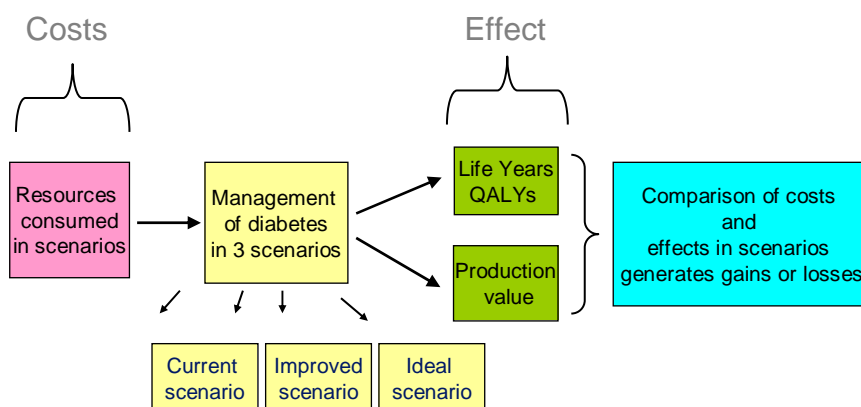 Costs
Effect
Resources
consumed
in scenarios
Management
of diabetes
in 3 scenarios
Life Years
QALYs
Production
value
Comparison of costs
and
effects in scenarios
generates gains or losses
Current
scenario
Improved
scenario
Ideal
scenario